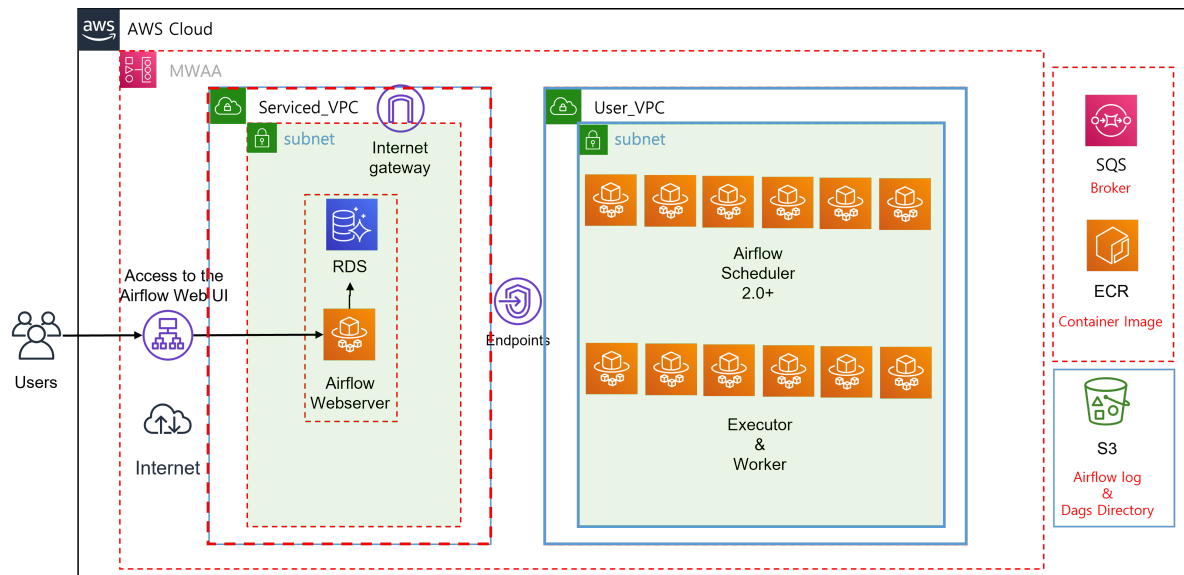 aws
AWS Cloud
MWAA
Serviced_VPC
subnet
Internet
gateway
RDS
Airflow
Webserver
Access to the
Airflow Web UI
Users
Internet
Endpoints
User_VPC
subnet
Airflow
Scheduler
2.0+
Executor
&
Worker
SQS
Broker
ECR
Container Image
S3
Airflow log
&
Dags Directory